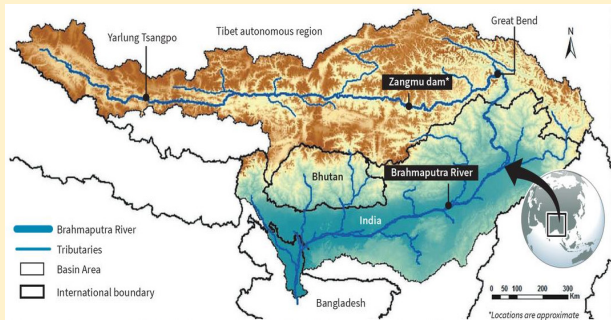 Great Bend
Tibet autonomous region
Yarlung Tsangpo
N
Zangmu dam*
Bhutan
Brahmaputra River
India
Brahmaputra River
Tributaries
Basin Area
International boundary
Bangladesh
0 50 100 200 300
Km
*Locations are approximate